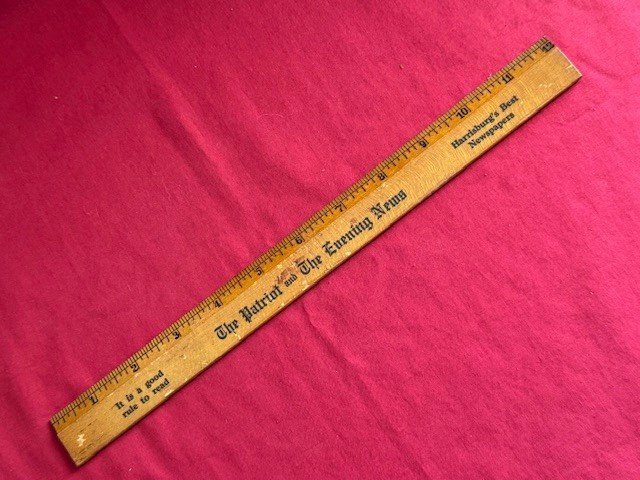 1 2 3 4 5 6 7 8 9 10 11 12
It is a good
rule to read
The Patriot and The Evening News
Harrisburg's Best
Newspapers